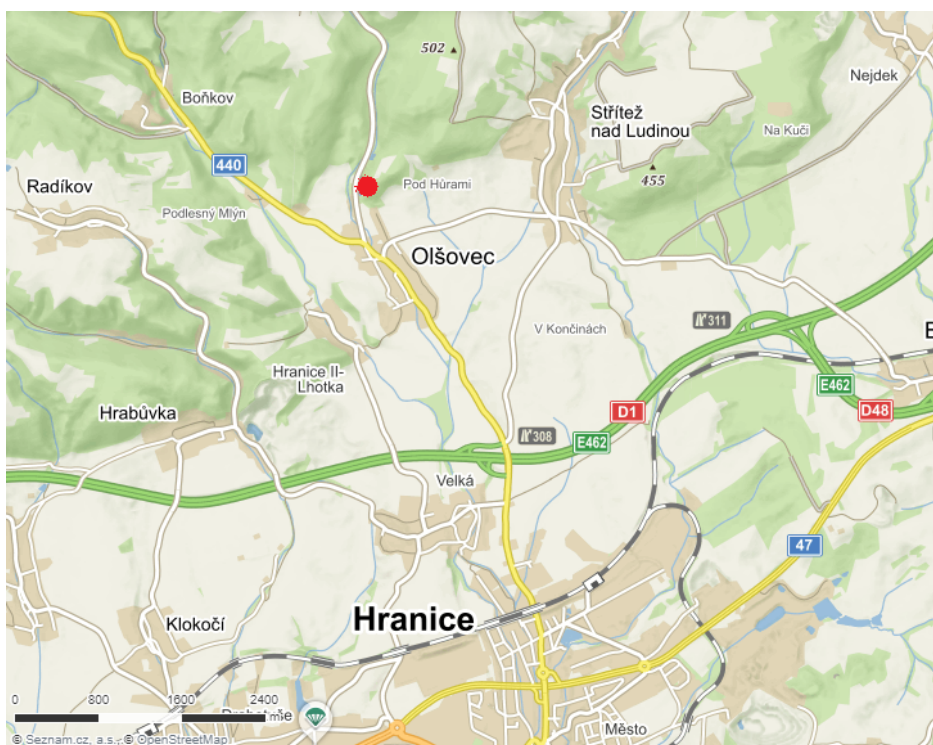 502
Nejdek
Boňkov
Střítež
nad Ludinou
Na Kuči
440
455
Radíkov
Pod Hůrami
Podlesný Mlýn
Olšovec
311
V Končinách
Hranice II-
Lhotka
E462
D48
Hrabůvka
D1
308
E462
Velká
47
Hranice
Klokočí
0 800 1600 2400 m
Město
© Seznam.cz, a.s., © OpenStreetMap